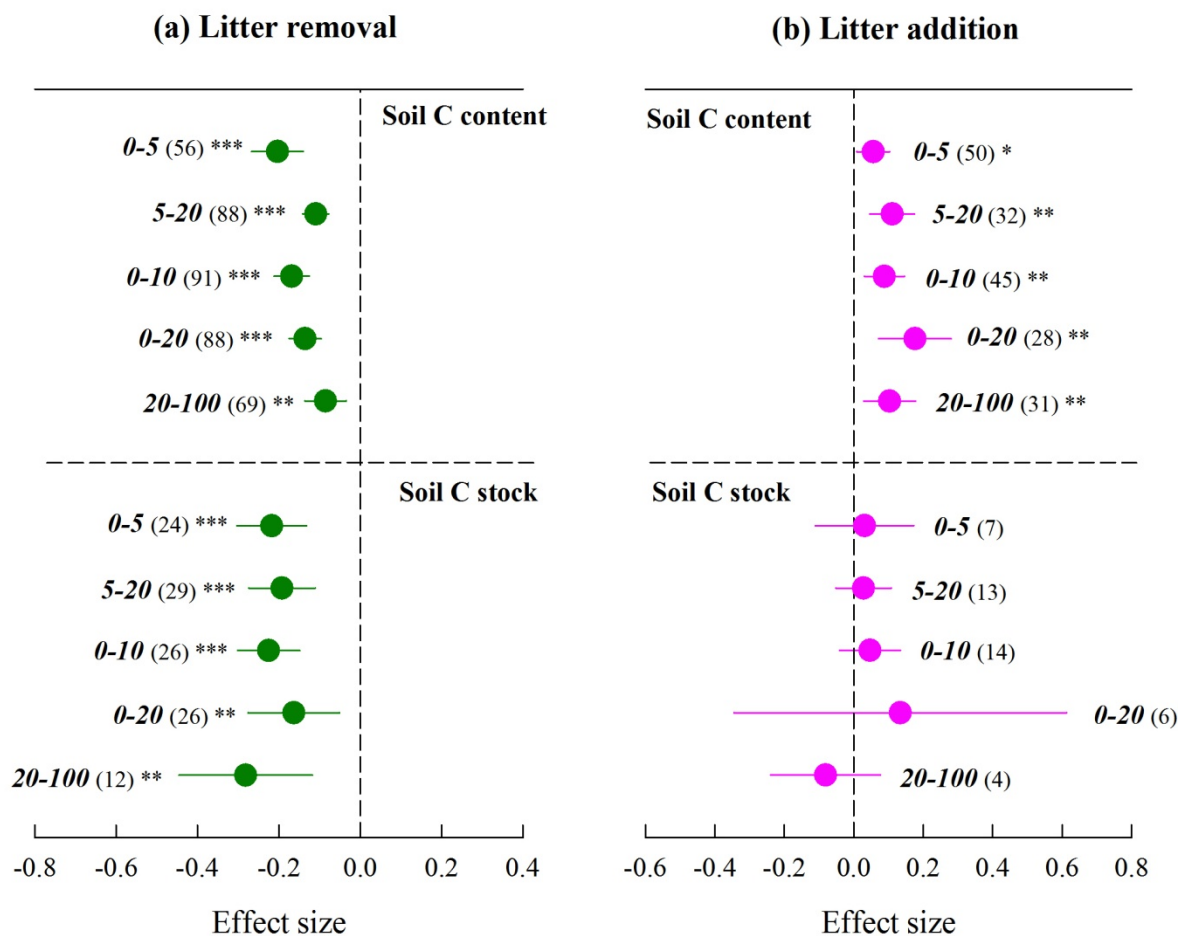 (a) Litter removal
Soil C content
0-5 (56) ***
5-20 (88) ***
0-10 (91) ***
0-20 (88) ***
20-100 (69) **
Soil C stock
0-5 (24) ***
5-20 (29) ***
0-10 (26) ***
0-20 (26) **
20-100 (12) **
-0.8 -0.6 -0.4 -0.2 0.0 0.2 0.4
Effect size
(b) Litter addition
Soil C content
0-5 (50) *
5-20 (32) **
0-10 (45) **
0-20 (28) **
20-100 (31) **
Soil C stock
0-5 (7)
5-20 (13)
0-10 (14)
0-20 (6)
20-100 (4)
-0.6 -0.4 -0.2 0.0 0.2 0.4 0.6 0.8
Effect size